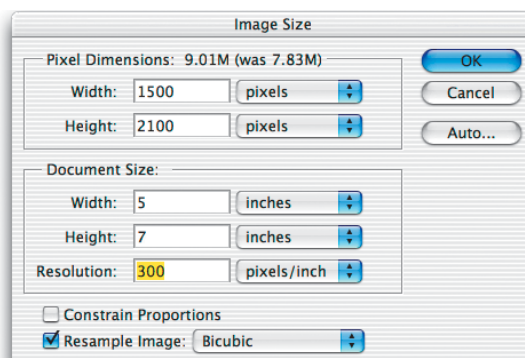 Image Size
Pixel Dimensions: 9.01M (was 7.83M)
OK
Width: 1500 pixels
Cancel
Height: 2100 pixels
Auto...
Document Size:
Width: 5 inches
Height: 7 inches
Resolution: 300 pixels/inch
Constrain Proportions
Resample Image: Bicubic